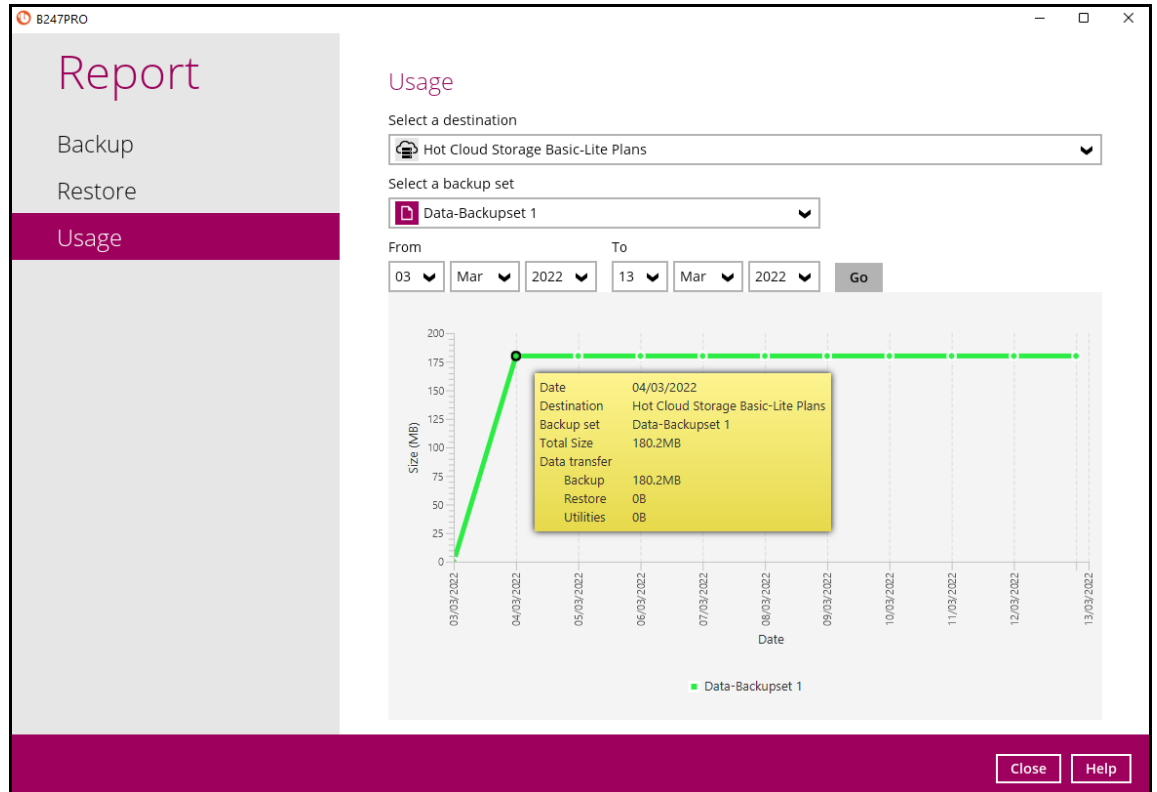 B247PRO
Report
Backup
Restore
Usage
Usage
Select a destination
Hot Cloud Storage Basic-Lite Plans
Select a backup set
Data-Backupset 1
From To
03 Mar 2022 13 Mar 2022 Go
200
175
150
125
100
75
50
25
0
Size (MB)
Date 04/03/2022
Destination Hot Cloud Storage Basic-Lite Plans
Backup set Data-Backupset 1
Total Size 180.2MB
Data transfer
Backup 180.2MB
Restore 0B
Utilities 0B
03/03/2022
04/03/2022
05/03/2022
06/03/2022
07/03/2022
08/03/2022
09/03/2022
10/03/2022
11/03/2022
12/03/2022
13/03/2022
Date
Data-Backupset 1
Close Help